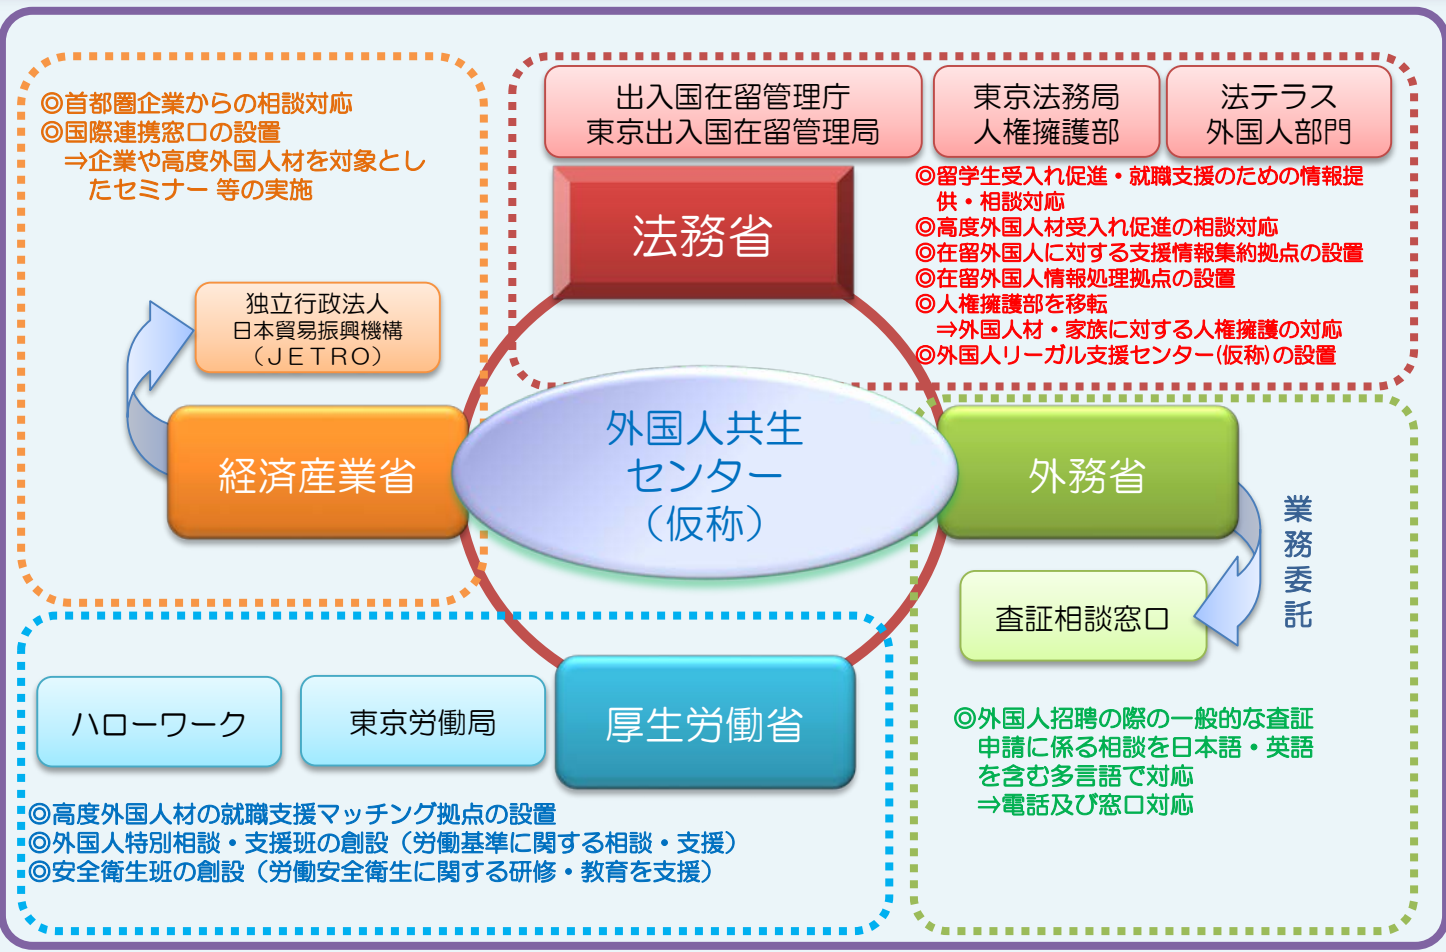 ◎首都圏企業からの相談対応
◎国際連携窓口の設置
⇒企業や高度外国人材を対象とし
たセミナー 等の実施
独立行政法人
日本貿易振興機構
（ＪＥＴＲＯ）
経済産業省
出入国在留管理庁
東京出入国在留管理局
東京法務局
人権擁護部
法テラス
外国人部門
法務省
◎留学生受入れ促進・就職支援のための情報提
供・相談対応
◎高度外国人材受入れ促進の相談対応
◎在留外国人に対する支援情報集約拠点の設置
◎在留外国人情報処理拠点の設置
◎人権擁護部を移転
⇒外国人材・家族に対する人権擁護の対応
◎外国人リーガル支援センター(仮称)の設置
外国人共生
センター
（仮称）
外務省
業務委託
査証相談窓口
◎外国人招聘の際の一般的な査証
申請に係る相談を日本語・英語
を含む多言語で対応
⇒電話及び窓口対応
ハローワーク
東京労働局
厚生労働省
◎高度外国人材の就職支援マッチング拠点の設置
◎外国人特別相談・支援班の創設（労働基準に関する相談・支援）
◎安全衛生班の創設（労働安全衛生に関する研修・教育を支援）